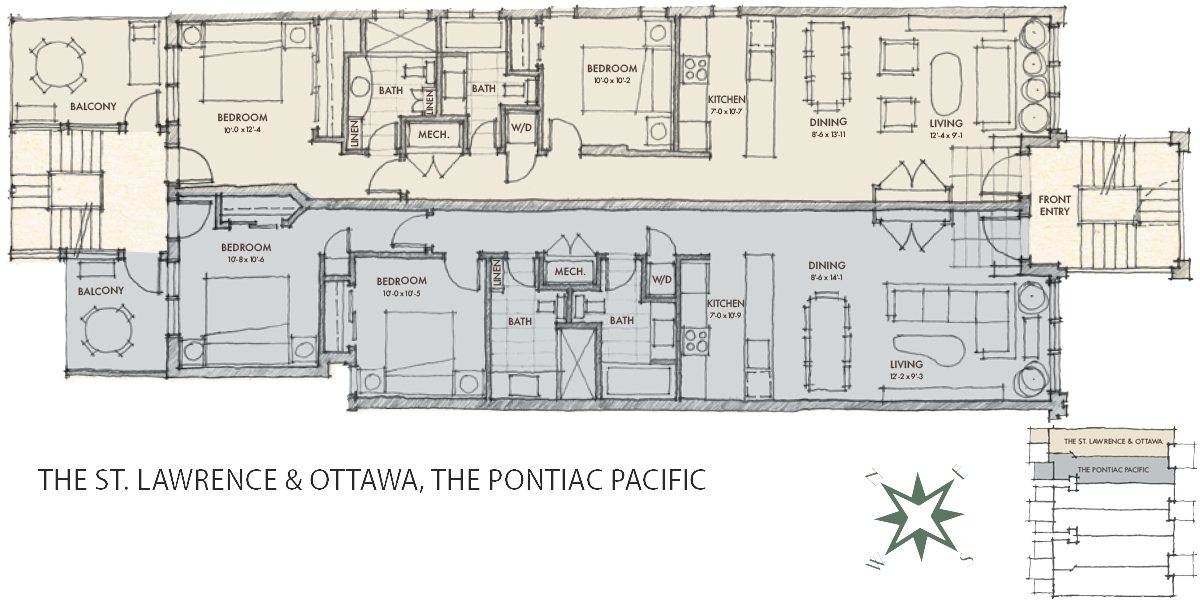 BALCONY
BEDROOM
10'-0 x 12'-4
LINEN
BATH
LINEN
MECH.
BATH
W/D
BEDROOM
10'-0 x 10'-2
KITCHEN
7'-0 x 10'-7
DINING
8'-6 x 13'-11
LIVING
12'-4 x 9'-1
FRONT
ENTRY
BALCONY
BEDROOM
10'-8 x 10'-6
BEDROOM
10'-0 x 10'-5
LINEN
BATH
MECH.
BATH
W/D
KITCHEN
7'-0 x 10'-9
DINING
8'-6 x 14'-1
LIVING
12'-2 x 9'-3
THE ST. LAWRENCE & OTTAWA, THE PONTIAC PACIFIC
N
E
W
S
THE ST. LAWRENCE & OTTAWA
THE PONTIAC PACIFIC